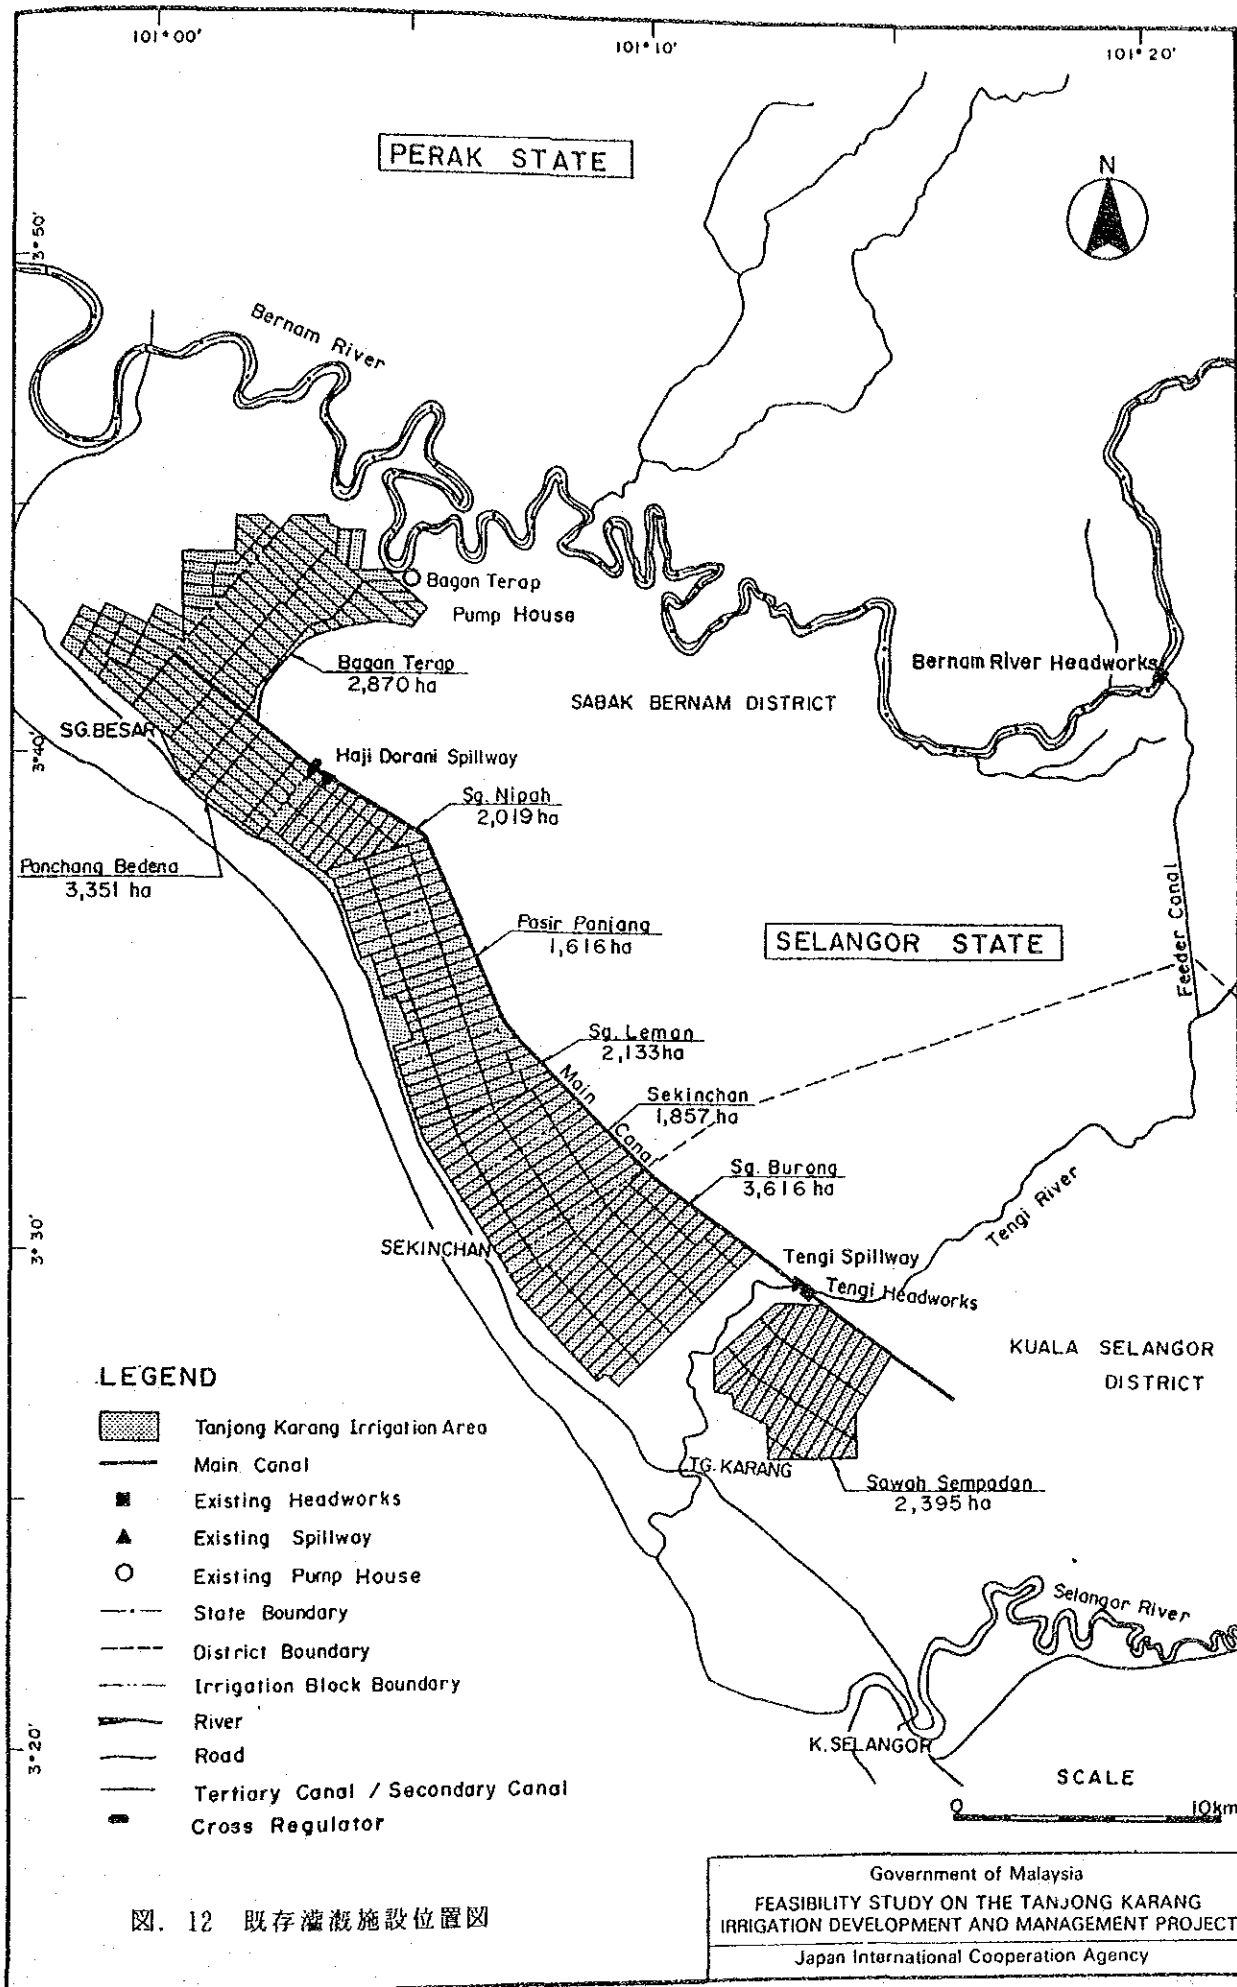 101° 00'
101° 10'
101° 20'
PERAK STATE
N
3° 50'
Bernam River
Bagan Terap
Pump House
Bagan Terap
2,870 ha
Bernam River Headworks
SABAK BERNAM DISTRICT
SG.BESAR
3° 40'
Haji Dorani Spillway
Sg. Nipah
2,019 ha
Panchang Bedena
3,351 ha
Pasir Panjang
1,616 ha
SELANGOR STATE
Feeder Canal
Sg. Leman
2,133 ha
Main Canal
Sekinchan
1,857 ha
Sg. Burong
3,616 ha
Tengi River
3° 30'
SEKINCHAN
Tengi Spillway
Tengi Headworks
KUALA SELANGOR
DISTRICT
TG. KARANG
Sawah Sempadan
2,395 ha
LEGEND
Tanjong Karang Irrigation Area
Main Canal
Existing Headworks
Existing Spillway
Existing Pump House
State Boundary
District Boundary
Irrigation Block Boundary
River
Road
Tertiary Canal / Secondary Canal
Cross Regulator
Selangor River
3° 20'
K. SELANGOR
SCALE
0 10km
図. 12 既存灌漑施設位置図
Government of Malaysia
FEASIBILITY STUDY ON THE TANJONG KARANG
IRRIGATION DEVELOPMENT AND MANAGEMENT PROJECT
Japan International Cooperation Agency